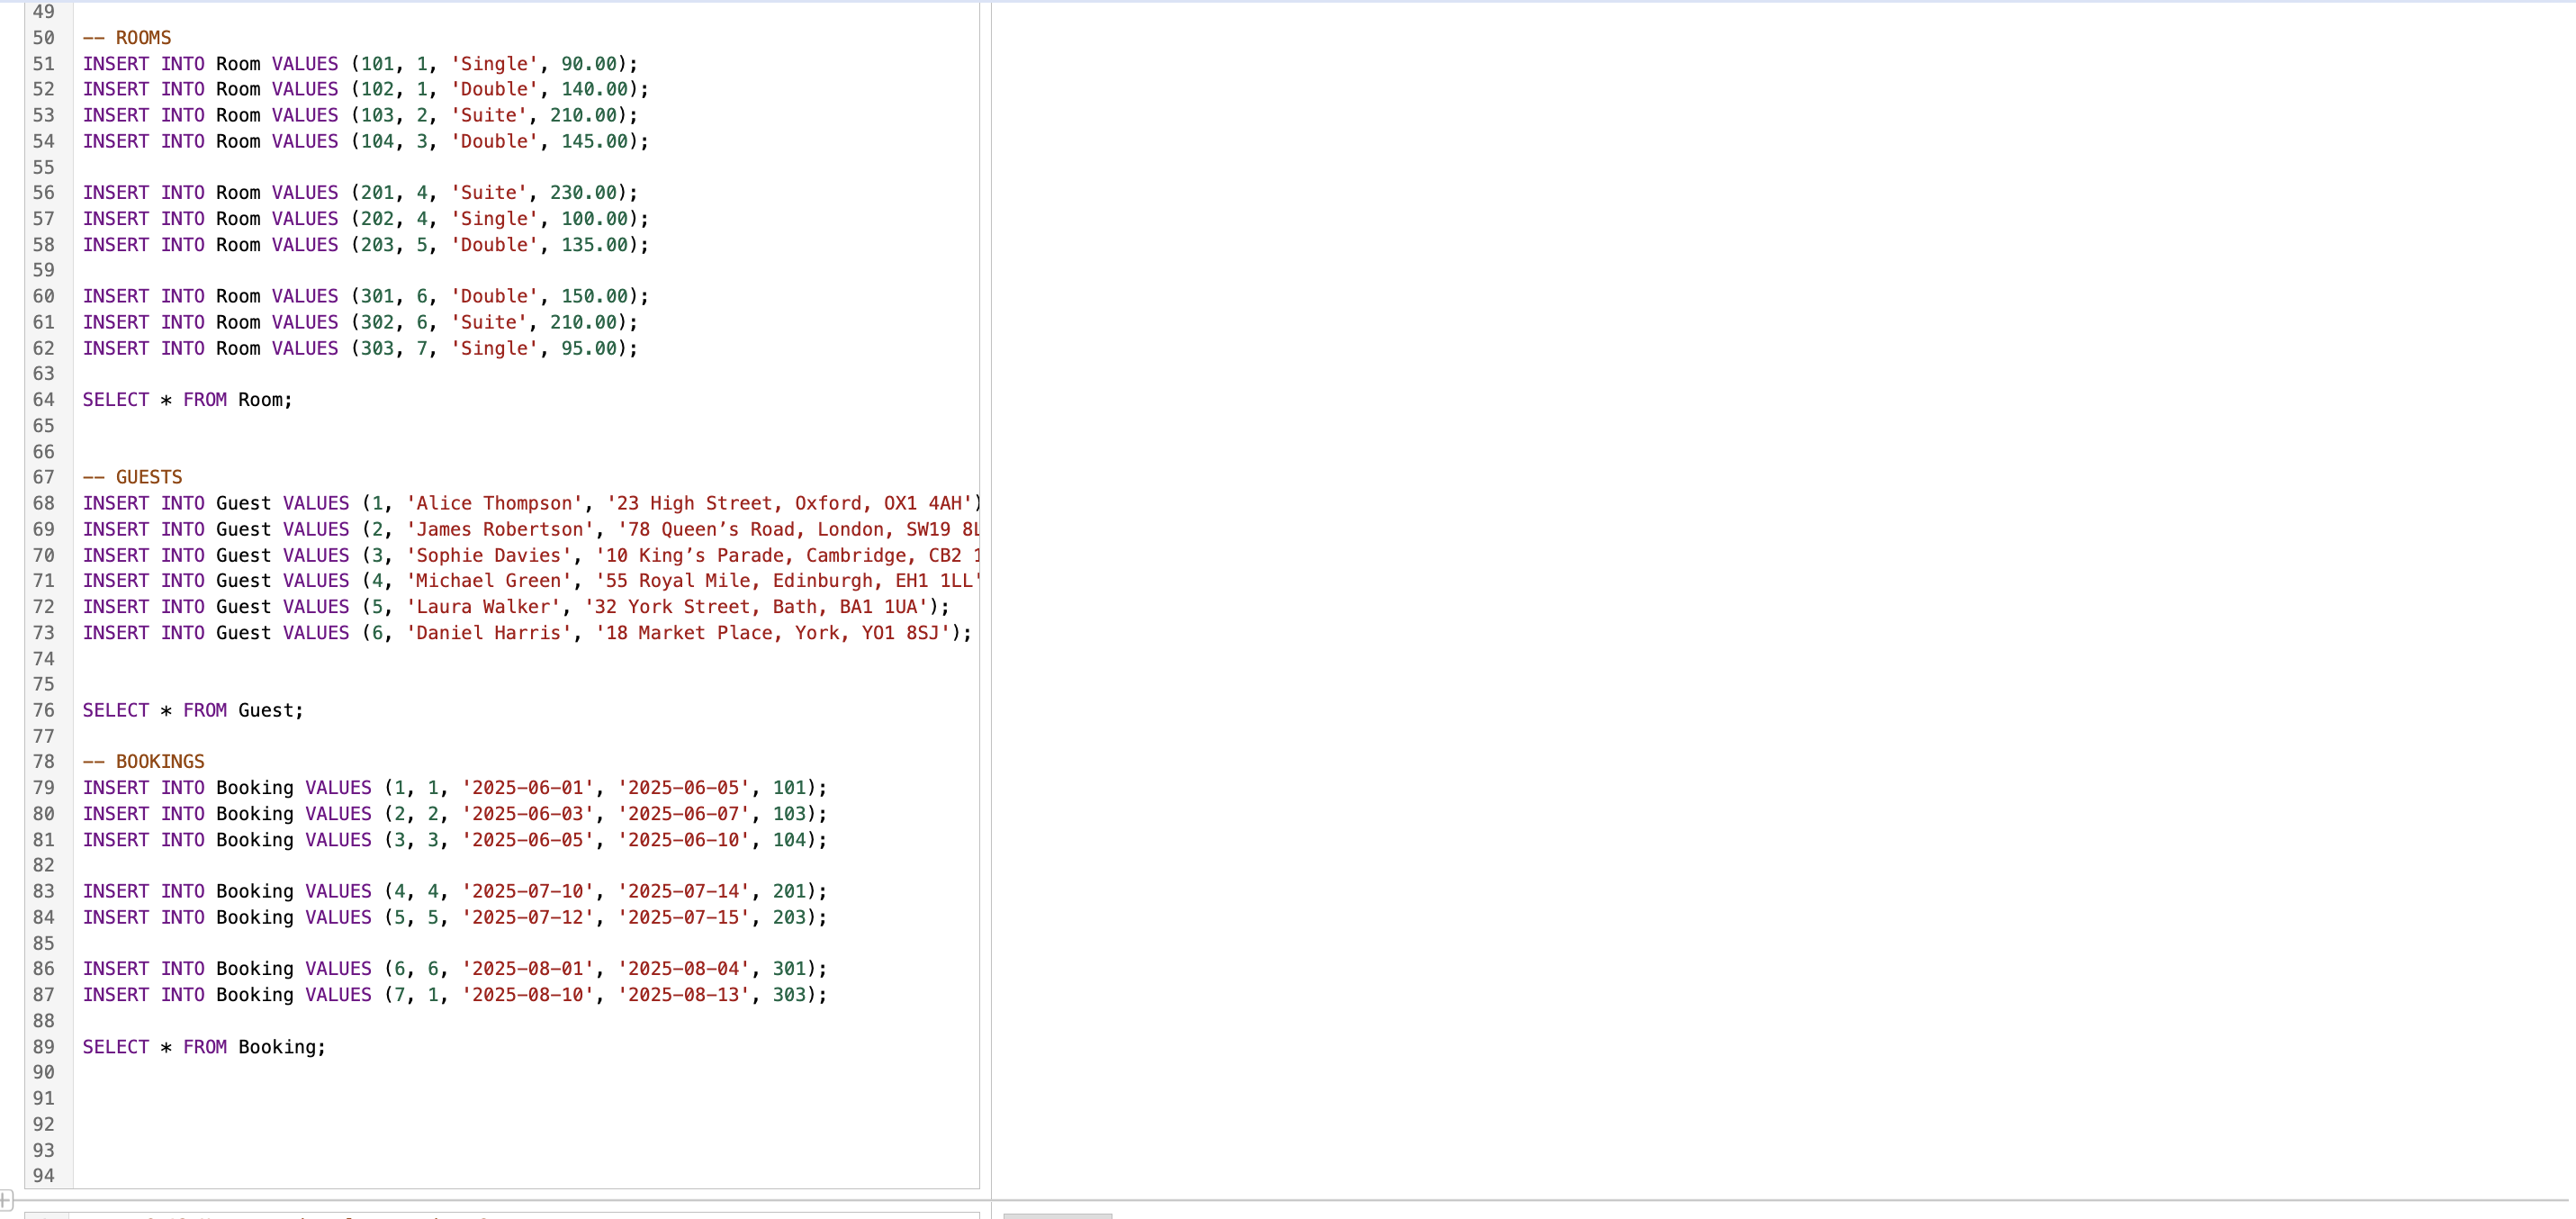 49
50 -- ROOMS
51 INSERT INTO Room VALUES (101, 1, 'Single', 90.00);
52 INSERT INTO Room VALUES (102, 1, 'Double', 140.00);
53 INSERT INTO Room VALUES (103, 2, 'Suite', 210.00);
54 INSERT INTO Room VALUES (104, 3, 'Double', 145.00);
55
56 INSERT INTO Room VALUES (201, 4, 'Suite', 230.00);
57 INSERT INTO Room VALUES (202, 4, 'Single', 100.00);
58 INSERT INTO Room VALUES (203, 5, 'Double', 135.00);
59
60 INSERT INTO Room VALUES (301, 6, 'Double', 150.00);
61 INSERT INTO Room VALUES (302, 6, 'Suite', 210.00);
62 INSERT INTO Room VALUES (303, 7, 'Single', 95.00);
63
64 SELECT * FROM Room;
65
66
67 -- GUESTS
68 INSERT INTO Guest VALUES (1, 'Alice Thompson', '23 High Street, Oxford, OX1 4AH')
69 INSERT INTO Guest VALUES (2, 'James Robertson', '78 Queen’s Road, London, SW19 8L
70 INSERT INTO Guest VALUES (3, 'Sophie Davies', '10 King’s Parade, Cambridge, CB2 1
71 INSERT INTO Guest VALUES (4, 'Michael Green', '55 Royal Mile, Edinburgh, EH1 1LL'
72 INSERT INTO Guest VALUES (5, 'Laura Walker', '32 York Street, Bath, BA1 1UA');
73 INSERT INTO Guest VALUES (6, 'Daniel Harris', '18 Market Place, York, YO1 8SJ');
74
75
76 SELECT * FROM Guest;
77
78 -- BOOKINGS
79 INSERT INTO Booking VALUES (1, 1, '2025-06-01', '2025-06-05', 101);
80 INSERT INTO Booking VALUES (2, 2, '2025-06-03', '2025-06-07', 103);
81 INSERT INTO Booking VALUES (3, 3, '2025-06-05', '2025-06-10', 104);
82
83 INSERT INTO Booking VALUES (4, 4, '2025-07-10', '2025-07-14', 201);
84 INSERT INTO Booking VALUES (5, 5, '2025-07-12', '2025-07-15', 203);
85
86 INSERT INTO Booking VALUES (6, 6, '2025-08-01', '2025-08-04', 301);
87 INSERT INTO Booking VALUES (7, 1, '2025-08-10', '2025-08-13', 303);
88
89 SELECT * FROM Booking;
90
91
92
93
94